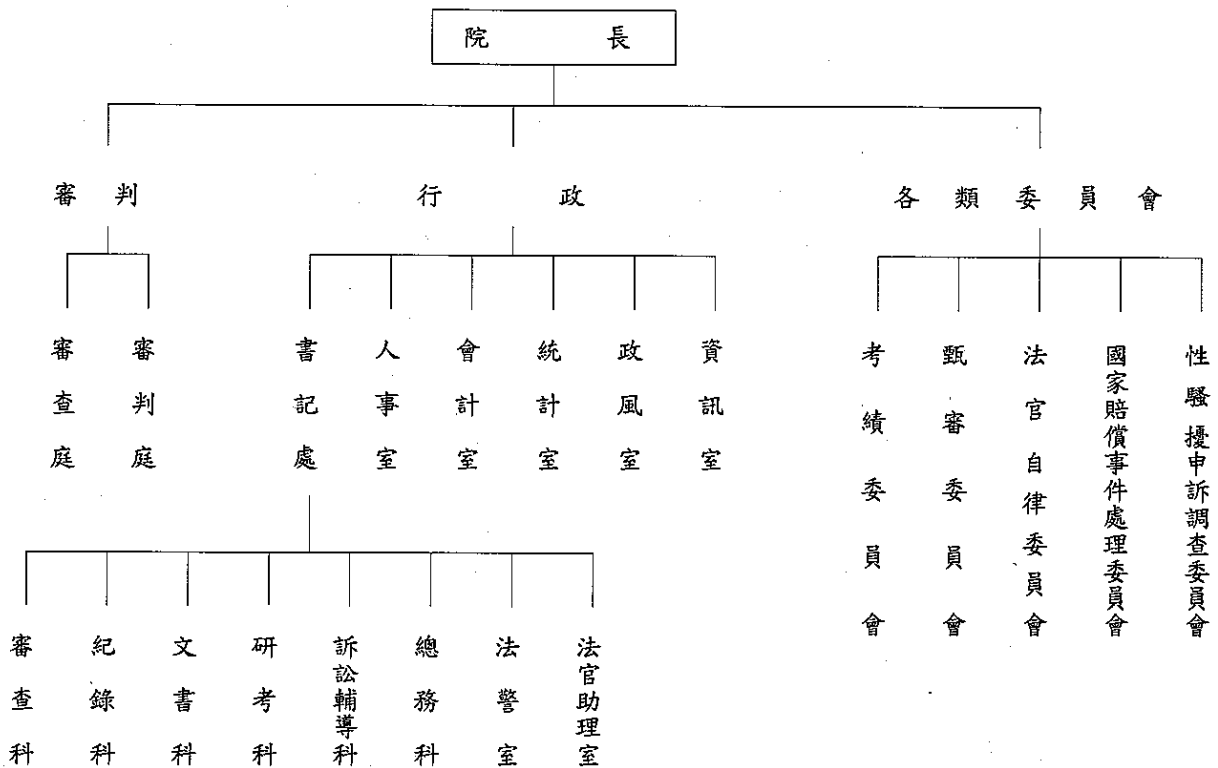 院長
審判
行政
各類委員會
審查庭
審判庭
書記處
人事室
會計室
統計室
政風室
資訊室
考績委員會
甄審委員會
法官自律委員會
國家賠償事件處理委員會
性騷擾申訴調查委員會
審查科
紀錄科
文書科
研考科
訴訟輔導科
總務科
法警室
法官助理室